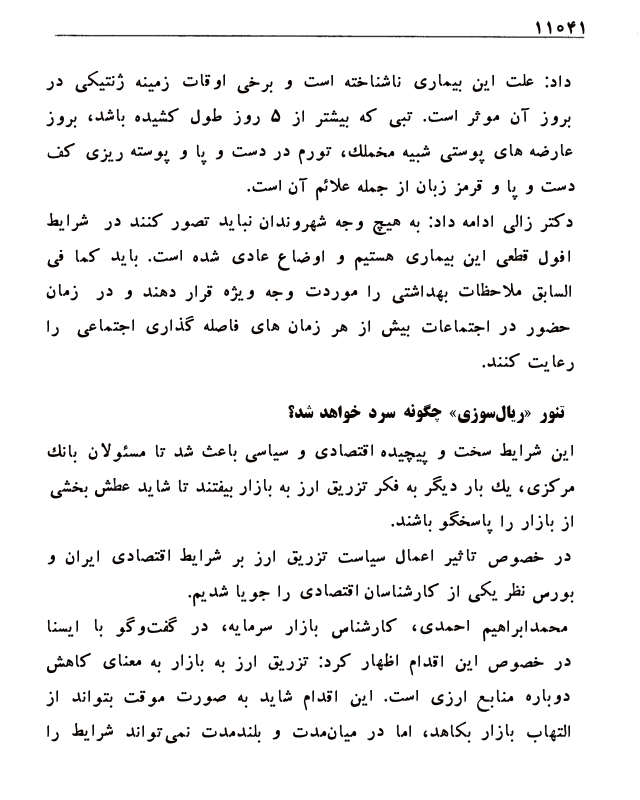 ۱۱۰۴۱
داد: علت این بیماری ناشناخته است و برخی اوقات زمینه ژنتیکی در
بروز آن موثر است. تبی که بیشتر از ۵ روز طول کشیده باشد، بروز
عارضه های پوستی شبیه مخملك، تورم در دست و پا و پوسته ریزی کف
دست و پا و قرمز زبان از جمله علائم آن است.
دکتر زالی ادامه داد: به هیچ وجه شهروندان نباید تصور کنند در شرایط
افول قطعی این بیماری هستیم و اوضاع عادی شده است. باید کما فی
السابق ملاحظات بهداشتی را موردت وجه ویژه قرار دهند و در زمان
حضور در اجتماعات بیش از هر زمان های فاصله گذاری اجتماعی را
رعایت کنند.
تنور «ریال‌سوزی» چگونه سرد خواهد شد؟
این شرایط سخت و پیچیده اقتصادی و سیاسی باعث شد تا مسئولان بانك
مرکزی، یك بار دیگر به فکر تزریق ارز به بازار بیفتند تا شاید عطش بخشی
از بازار را پاسخگو باشند.
در خصوص تاثیر اعمال سیاست تزریق ارز بر شرایط اقتصادی ایران و
بورس نظر یکی از کارشناسان اقتصادی را جویا شدیم.
محمدابراهیم احمدی، کارشناس بازار سرمایه، در گفت‌وگو با ایسنا
در خصوص این اقدام اظهار کرد: تزریق ارز به بازار به معنای کاهش
دوباره منابع ارزی است. این اقدام شاید به صورت موقت بتواند از
التهاب بازار بکاهد، اما در میان‌مدت و بلندمدت نمی‌تواند شرایط را